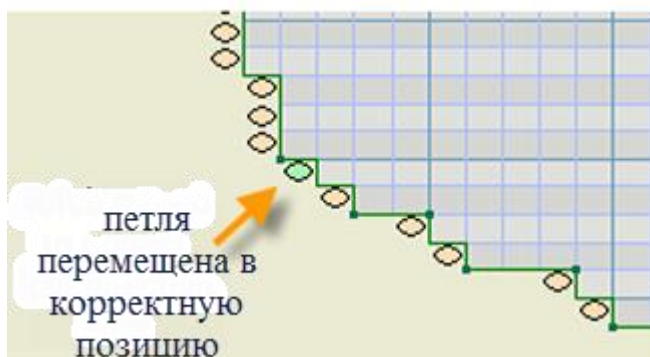 петля
перемещена в
корректную
позицию